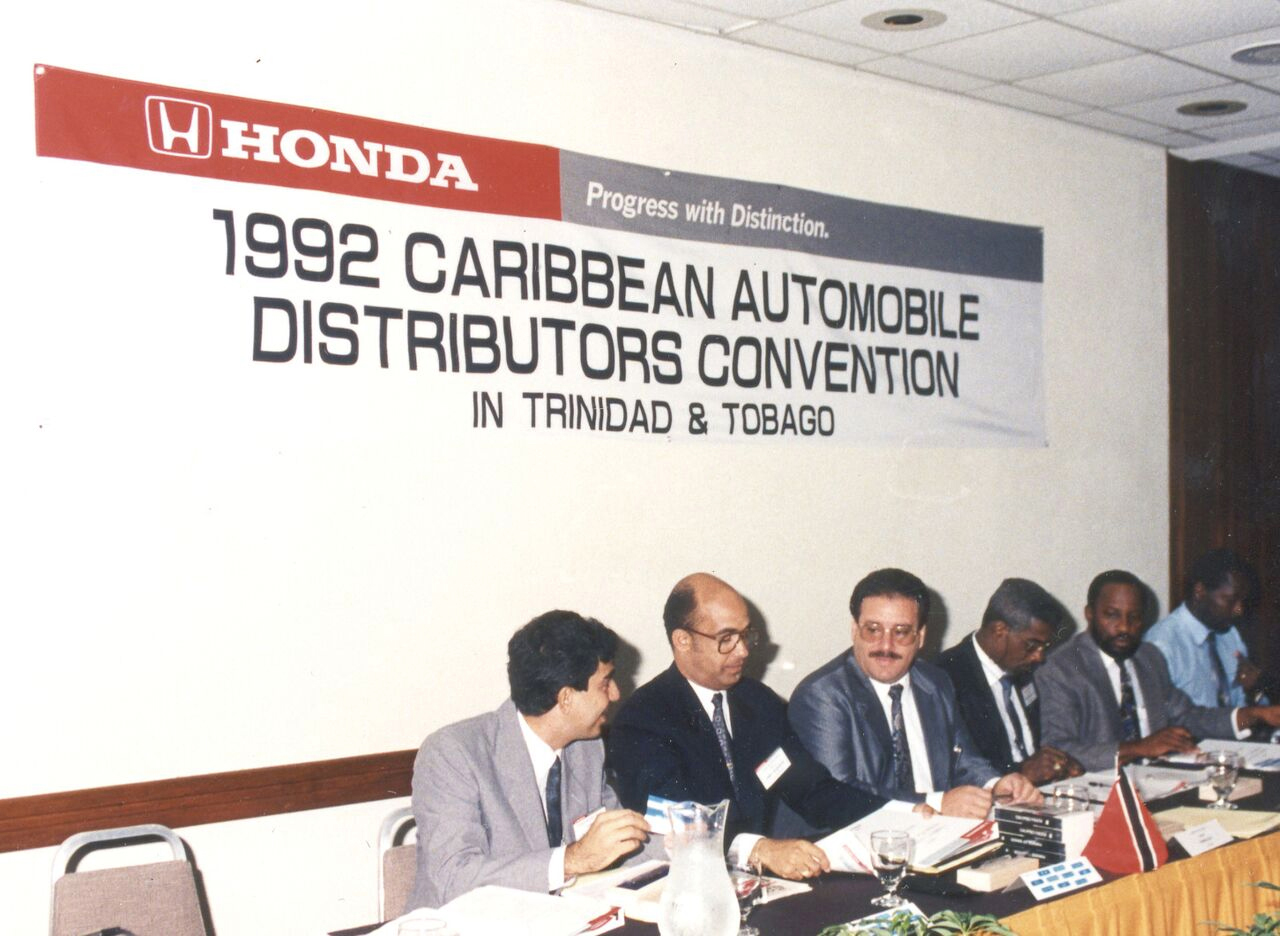 HONDA
Progress with Distinction.
1992 CARIBBEAN AUTOMOBILE
DISTRIBUTORS CONVENTION
IN TRINIDAD & TOBAGO